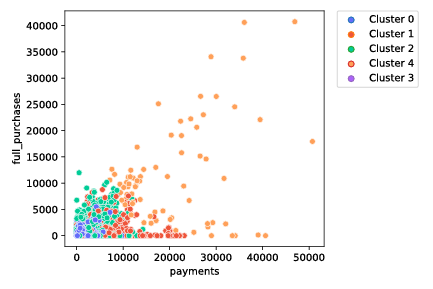 40000
35000
30000
25000
20000
15000
10000
5000
0
full_purchases
0
10000
20000
30000
40000
50000
payments
Cluster 0
Cluster 1
Cluster 2
Cluster 4
Cluster 3